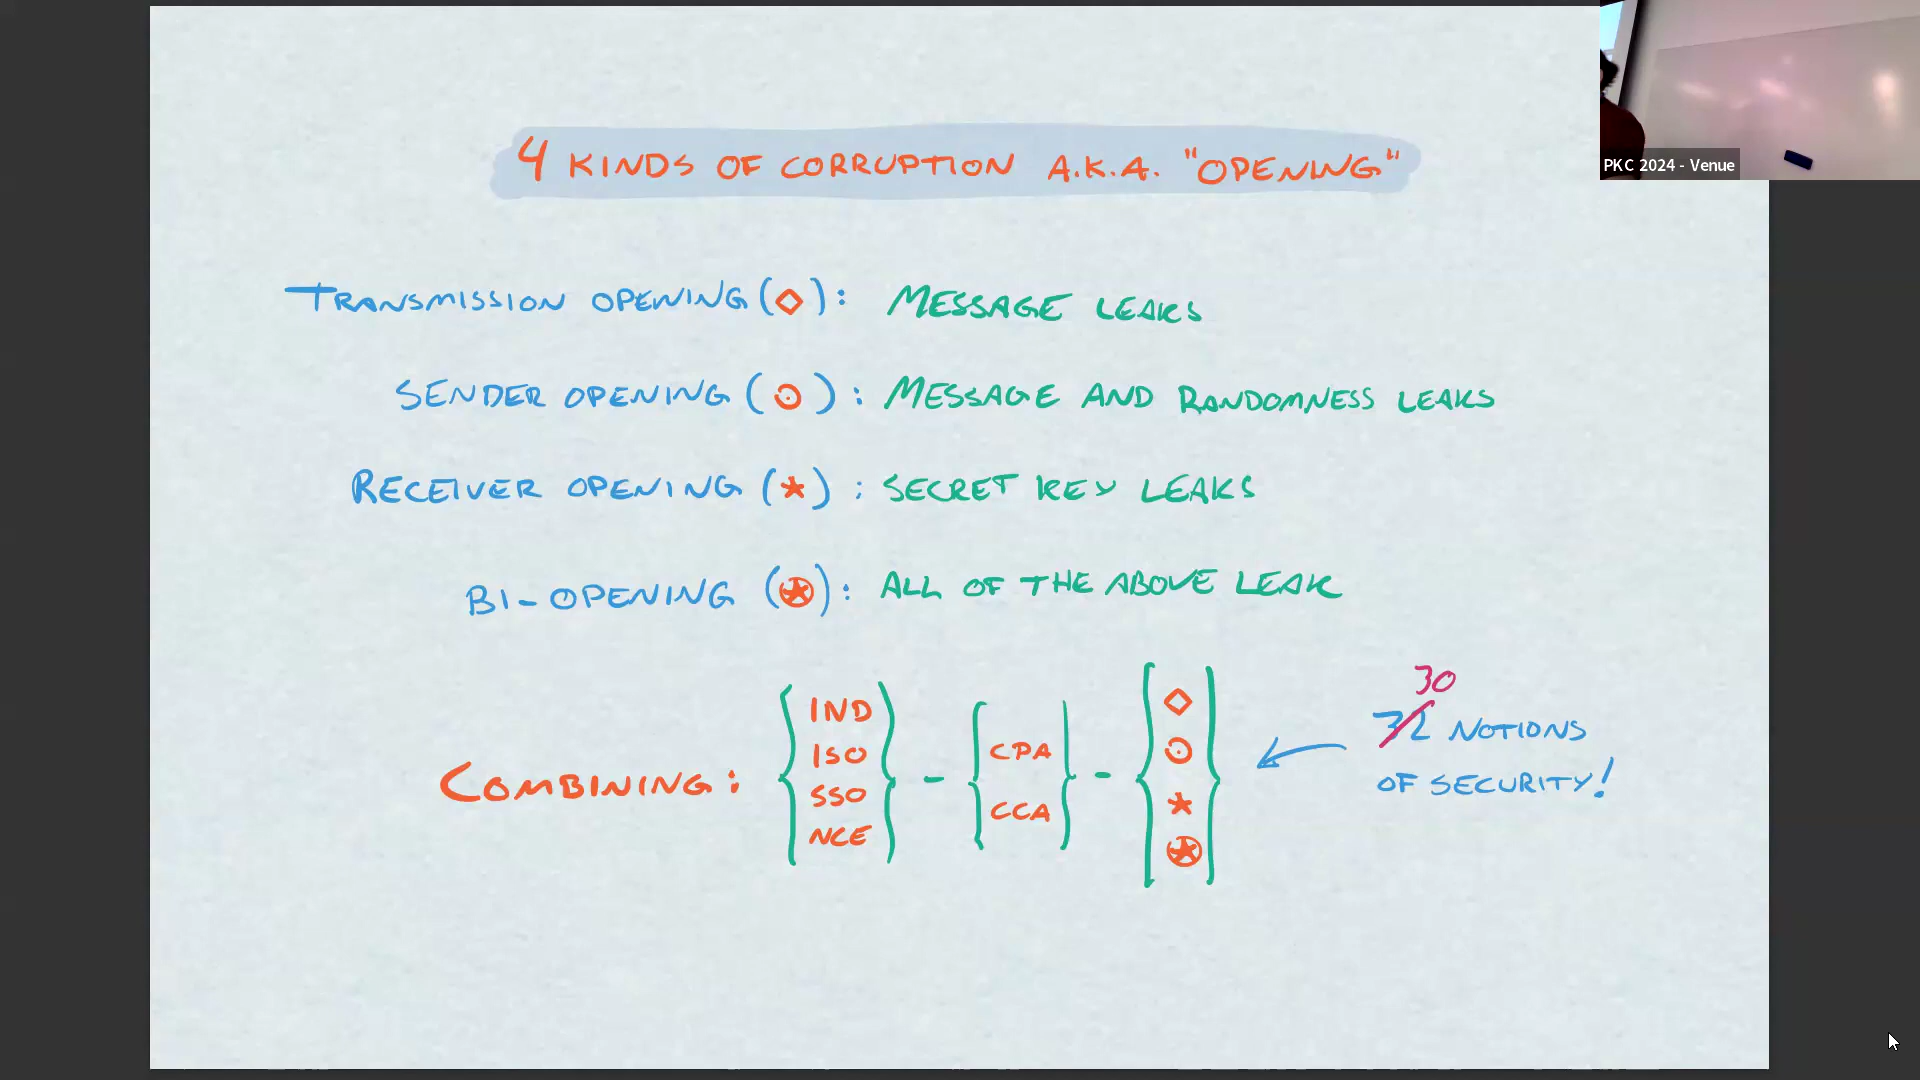 4 KINDS OF CORRUPTION A.K.A. "OPENING"
PKC 2024 - Venue
TRANSMISSION OPENING (◇): MESSAGE LEAKS
SENDER OPENING (⊙): MESSAGE AND RANDOMNESS LEAKS
RECEIVER OPENING (★): SECRET KEY LEAKS
BI-OPENING (⍟): ALL OF THE ABOVE LEAK
COMBINING: { IND ISO SSO NCE } - { CPA CCA } - { ◇ ⊙ ★ ⍟ }
30
32 NOTIONS
OF SECURITY!